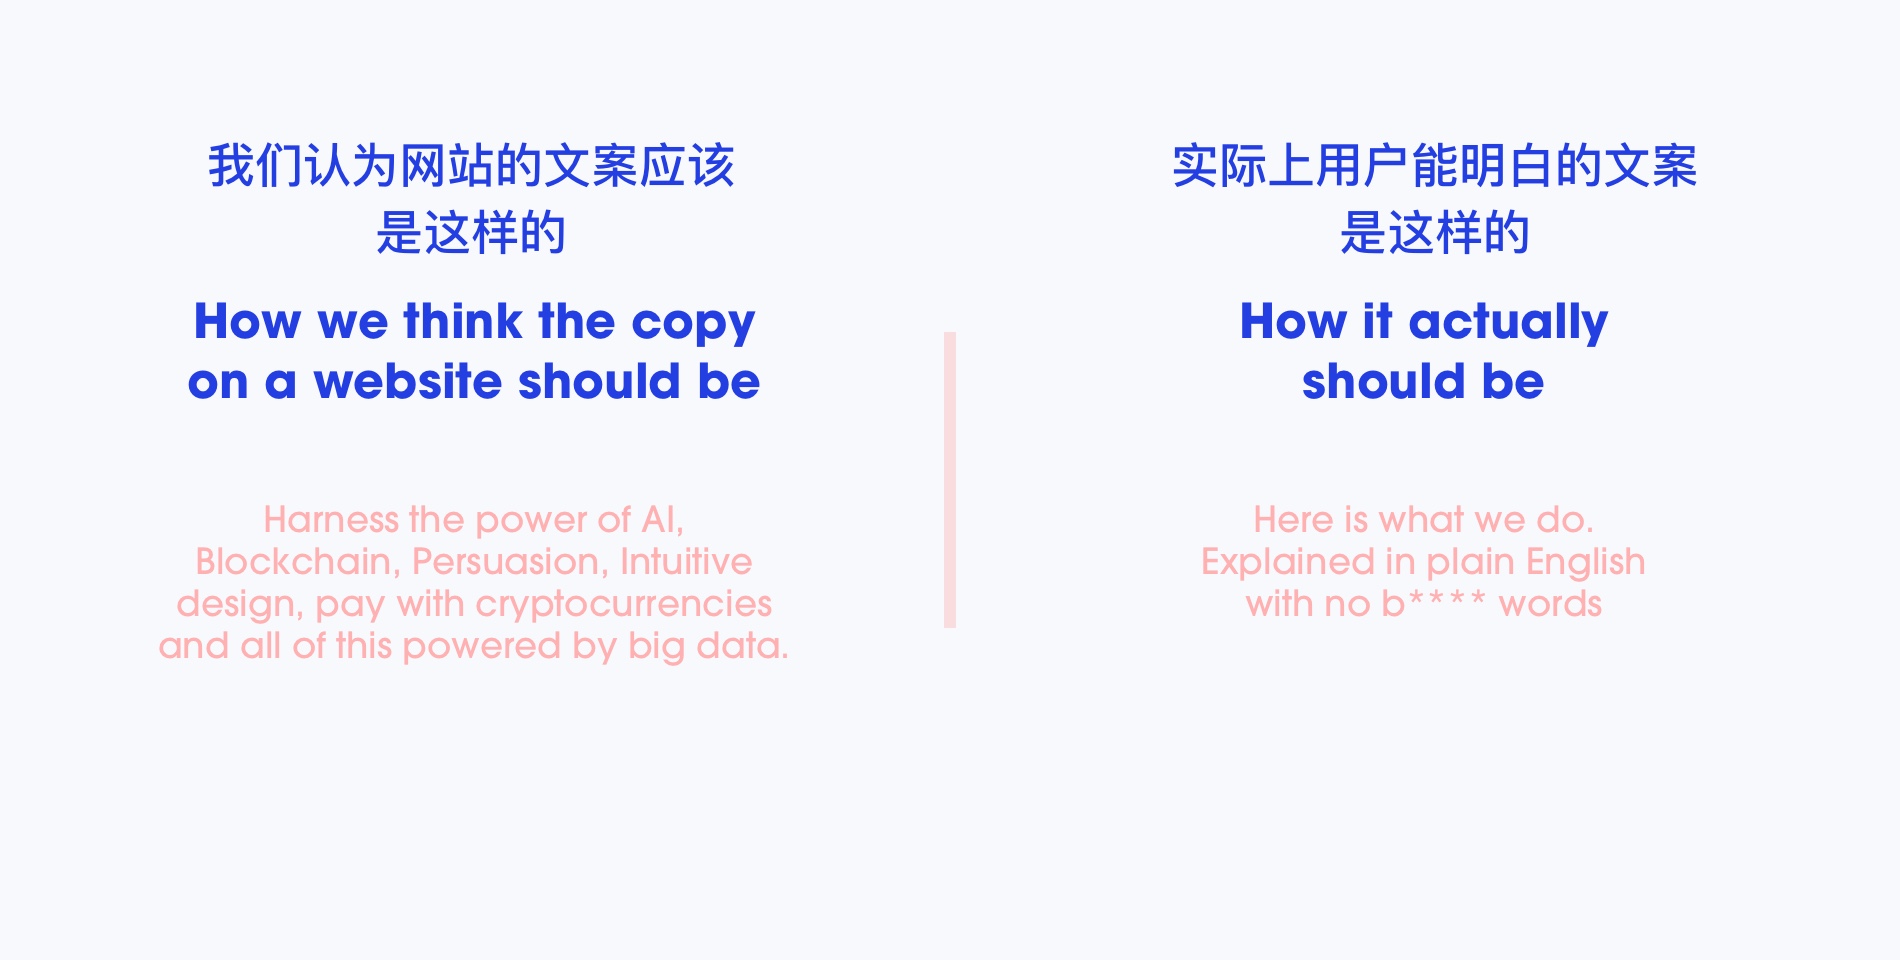 我们认为网站的文案应该
是这样的
How we think the copy
on a website should be
Harness the power of AI,
Blockchain, Persuasion, Intuitive
design, pay with cryptocurrencies
and all of this powered by big data.
实际上用户能明白的文案
是这样的
How it actually
should be
Here is what we do.
Explained in plain English
with no b**** words